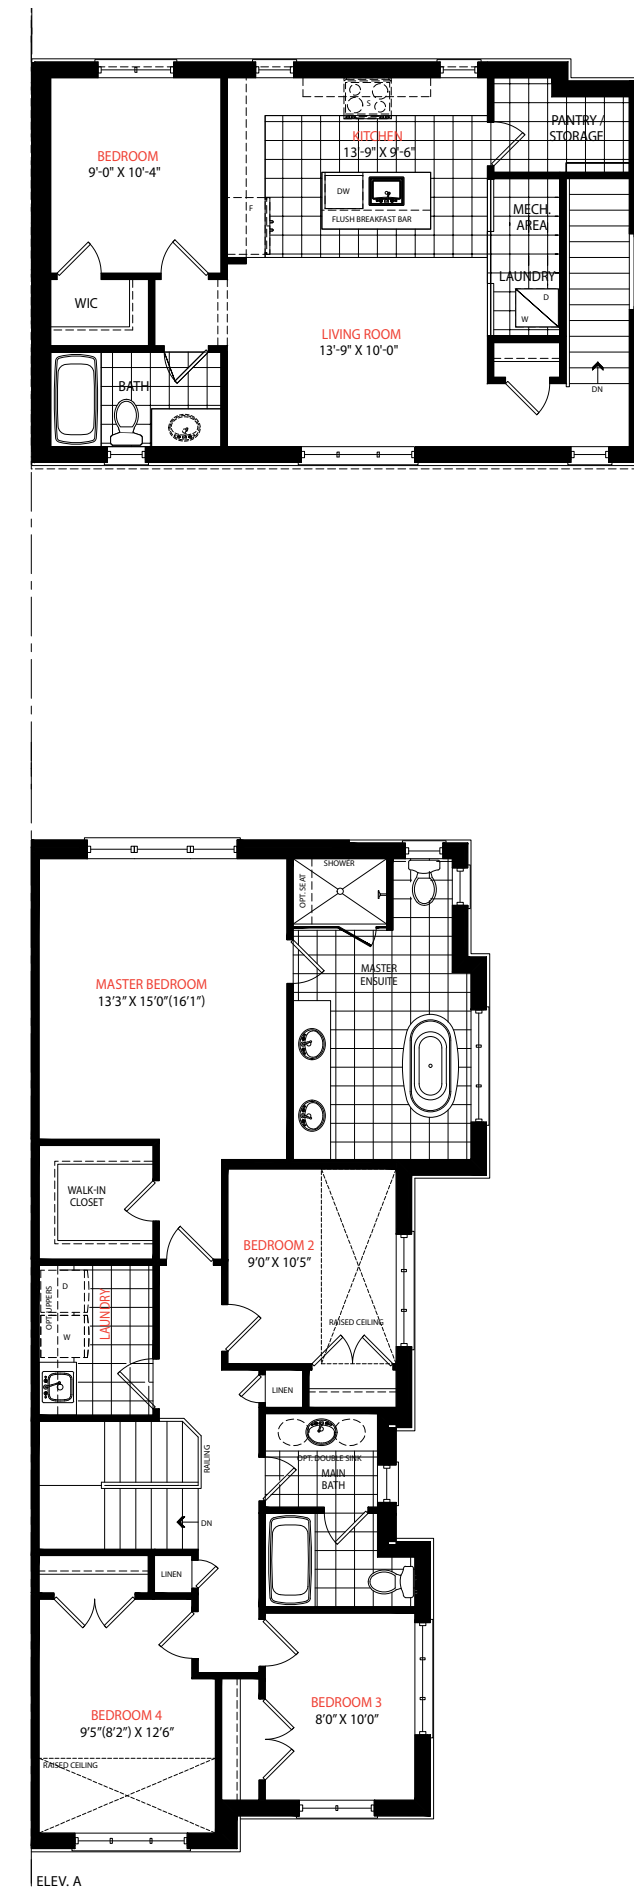 BEDROOM
9'-0" X 10'-4"
WIC
BATH
S
KITCHEN
13'-9" X 9'-6"
DW
FLUSH BREAKFAST BAR
F
PANTRY /
STORAGE
MECH.
AREA
LAUNDRY
D
W
LIVING ROOM
13'-9" X 10'-0"
DN
SHOWER
OPT. SEAT
MASTER BEDROOM
13'3" X 15'0"(16'1")
MASTER
ENSUITE
WALK-IN
CLOSET
BEDROOM 2
9'0" X 10'5"
RAISED CEILING
OPT. UPPERS
D
W
LAUNDRY
LINEN
RAILING
OPT. DOUBLE SINK
MAIN
BATH
DN
LINEN
BEDROOM 4
9'5"(8'2") X 12'6"
RAISED CEILING
BEDROOM 3
8'0" X 10'0"
ELEV. A